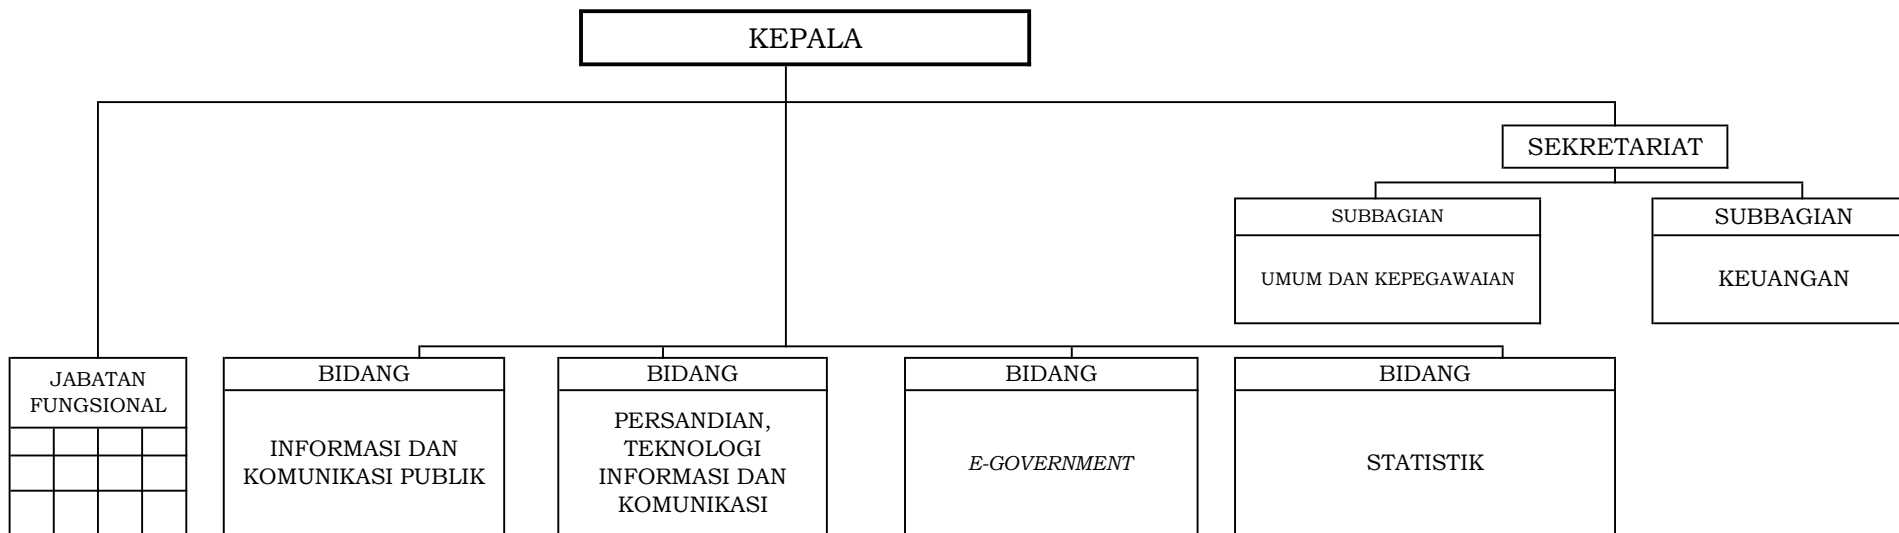 KEPALA
SEKRETARIAT
SUBBAGIAN
UMUM DAN KEPEGAWAIAN
SUBBAGIAN
KEUANGAN
JABATAN
FUNGSIONAL
BIDANG
INFORMASI DAN
KOMUNIKASI PUBLIK
BIDANG
PERSANDIAN,
TEKNOLOGI
INFORMASI DAN
KOMUNIKASI
BIDANG
E-GOVERNMENT
BIDANG
STATISTIK